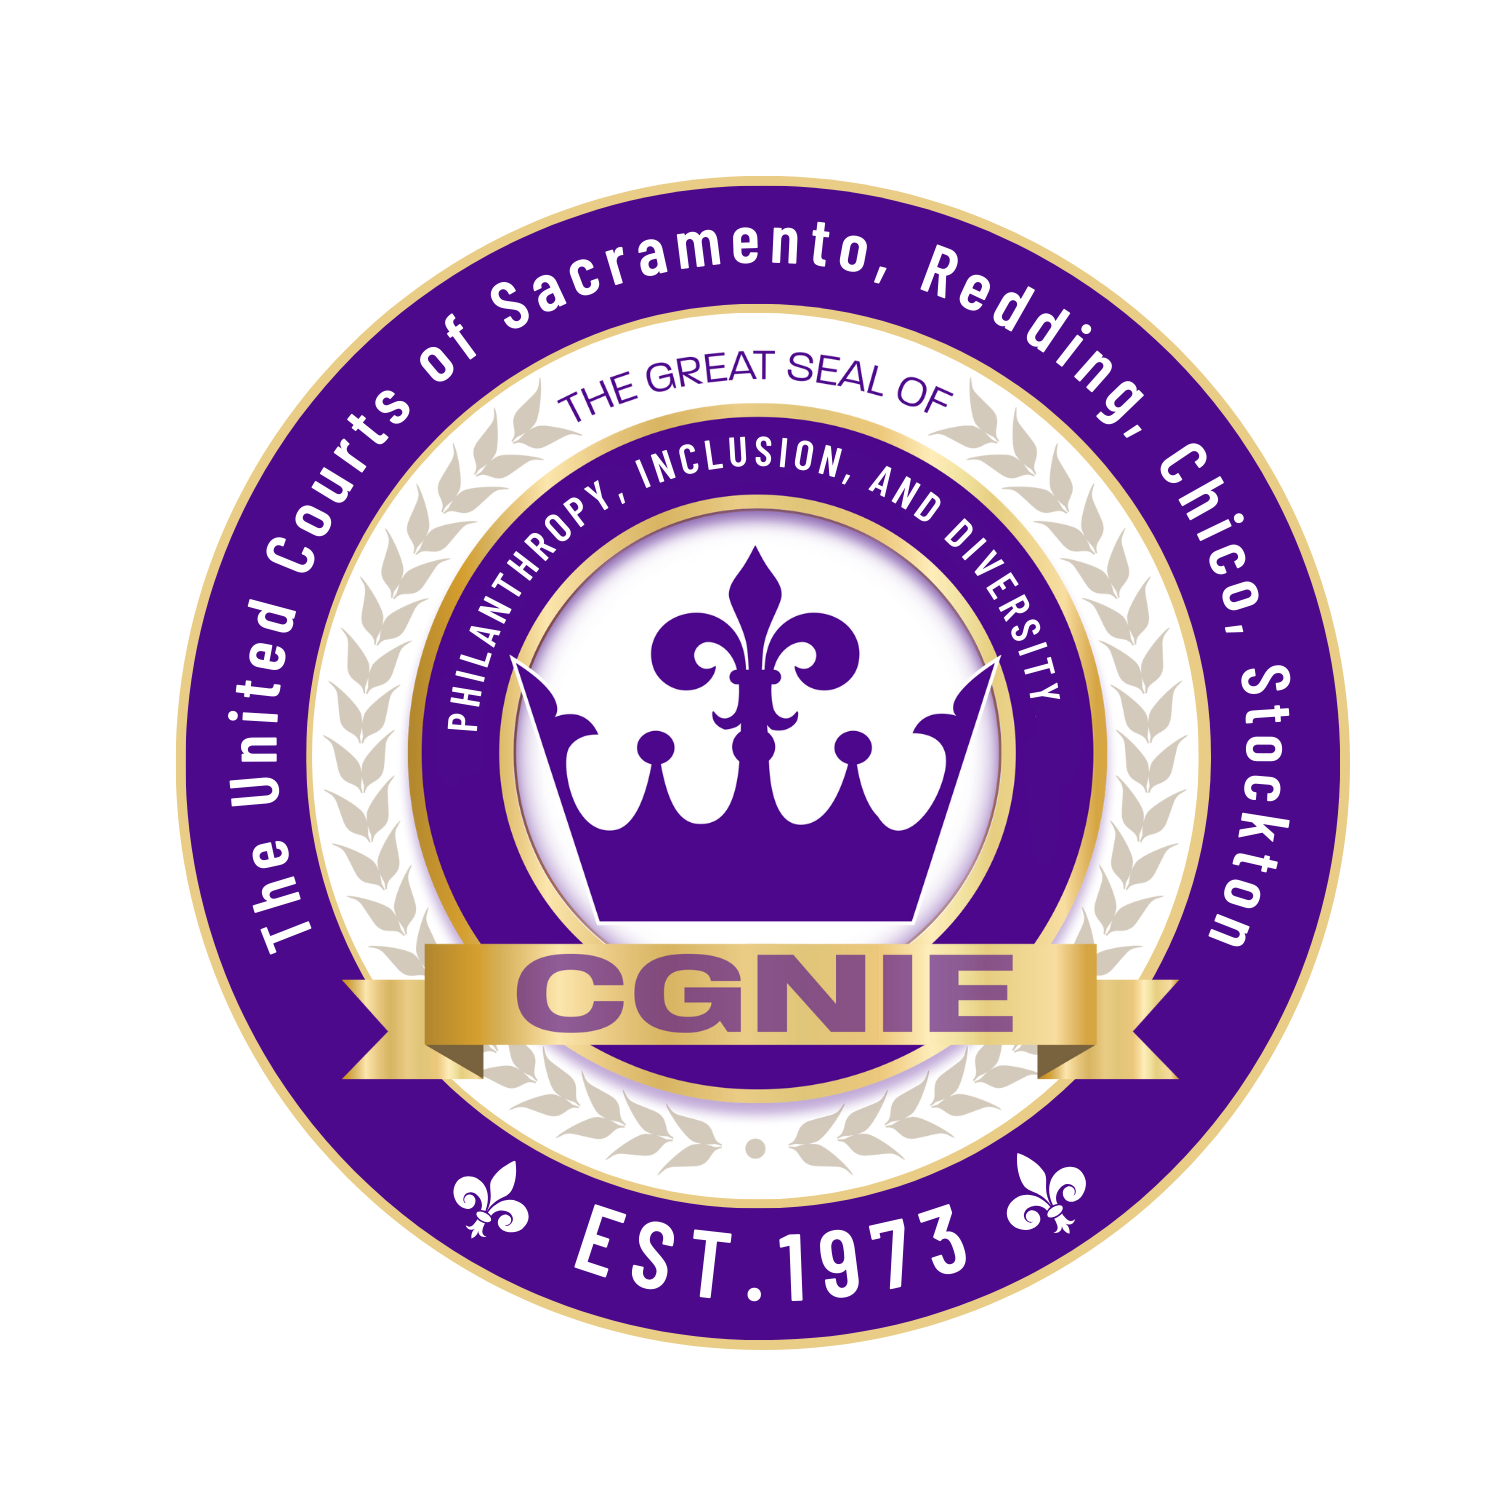 The United Courts of Sacramento, Redding, Chico, Stockton
THE GREAT SEAL OF
PHILANTHROPY, INCLUSION, AND DIVERSITY
CGNIE
EST.1973